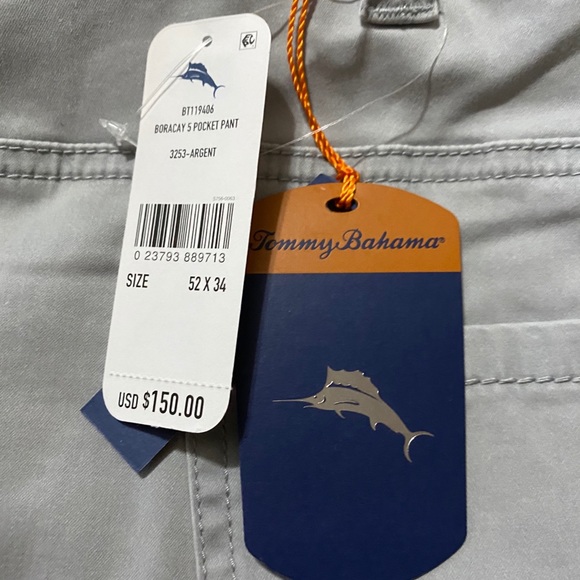 BT119406
BORACAY 5 POCKET PANT
3253-ARGENT
0 23793 889713
SIZE 52 X 34
USD $150.00
Tommy Bahama®